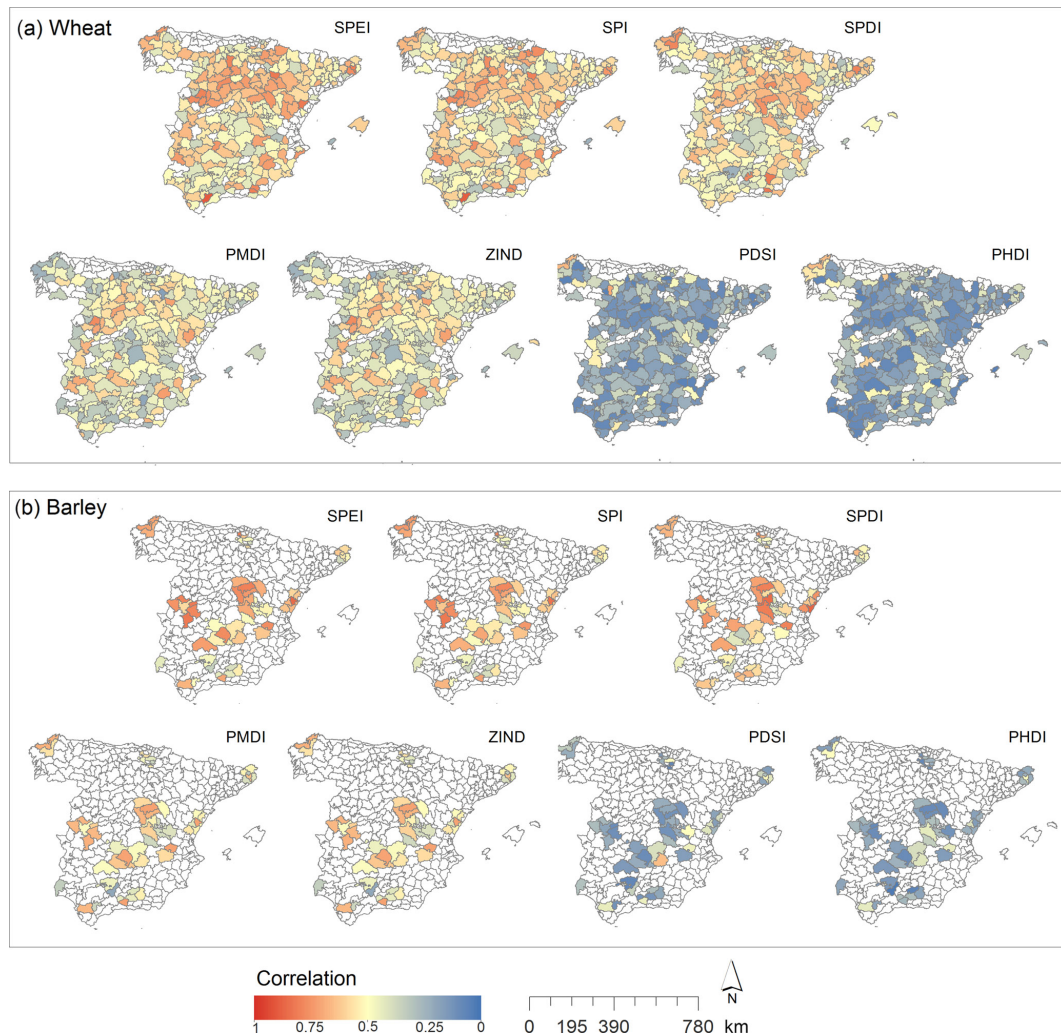 (a) Wheat
SPEI
SPI
SPDI
PMDI
ZIND
PDSI
PHDI
(b) Barley
SPEI
SPI
SPDI
PMDI
ZIND
PDSI
PHDI
Correlation
1 0.75 0.5 0.25 0
0 195 390 780 km
N